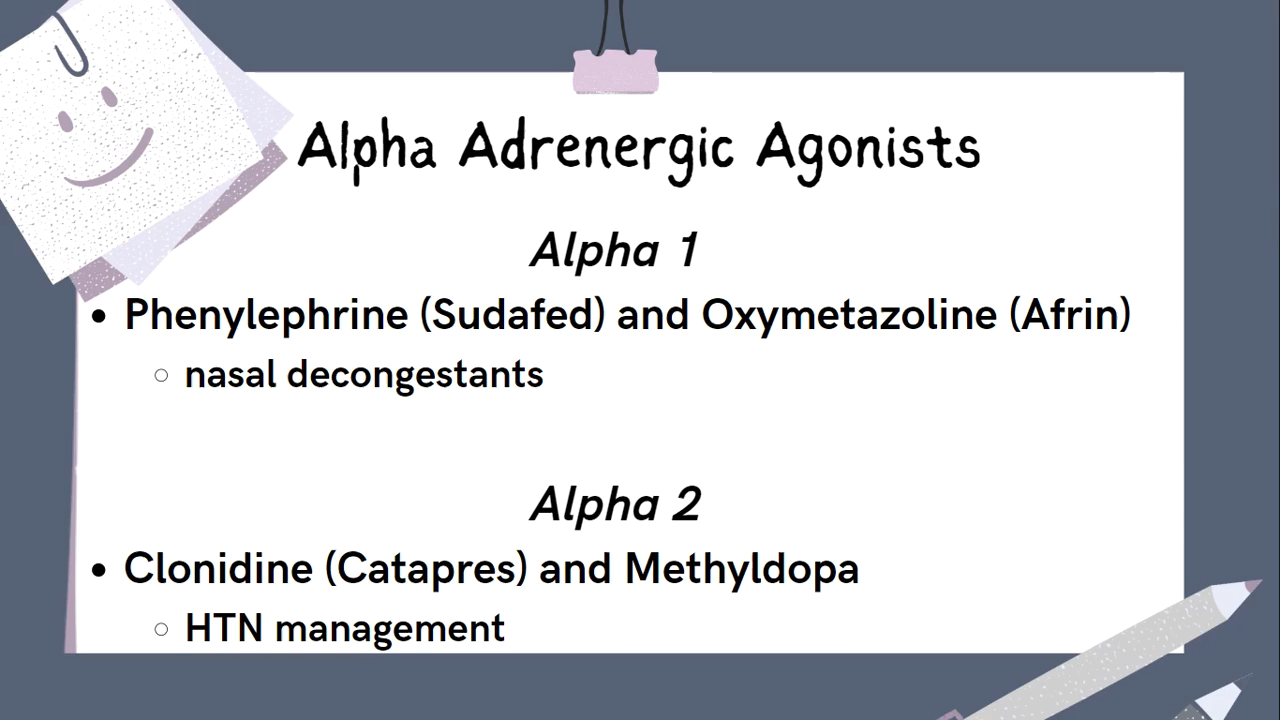 Alpha Adrenergic Agonists
Alpha 1
• Phenylephrine (Sudafed) and Oxymetazoline (Afrin)
○ nasal decongestants
Alpha 2
• Clonidine (Catapres) and Methyldopa
○ HTN management